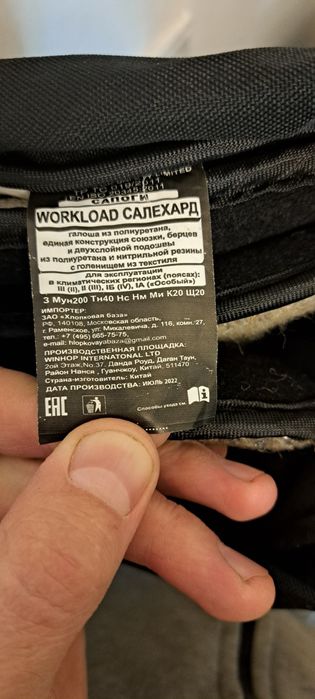 LIMITED
САПОГИ
WORKLOAD САЛЕХАРД
галоша из полиуретана,
единая конструкция союзки, берцев
и двухслойной подошвы
из полиуретана и нитрильной резины
с голенищем из текстиля
для эксплуатации
в климатических регионах (поясах):
III (II), II (III), IБ (IV), IА («Особый»)
З Мун200 Тн40 Нс Нм Ми К20 Щ20
ИМПОРТЕР:
ЗАО «Хлопковая база»
РФ, 140108, Московская область,
г. Раменское, ул. Михалевича, д. 116, комн.27,
тел.: +7 (495) 665-75-75,
e-mail: hlopkovaybaza@gmail.com
ПРОИЗВОДСТВЕННАЯ ПЛОЩАДКА:
WINHOP INTERNATONAL LTD
2ой Этаж,No.37, Данда Роуд, Даган Таун,
Район Нанса, Гуанчжоу, Китай
Страна-изготовитель: Китай
ДАТА ПРОИЗВОДСТВА: ИЮЛЬ 2022
EAC
Способы ухода см.